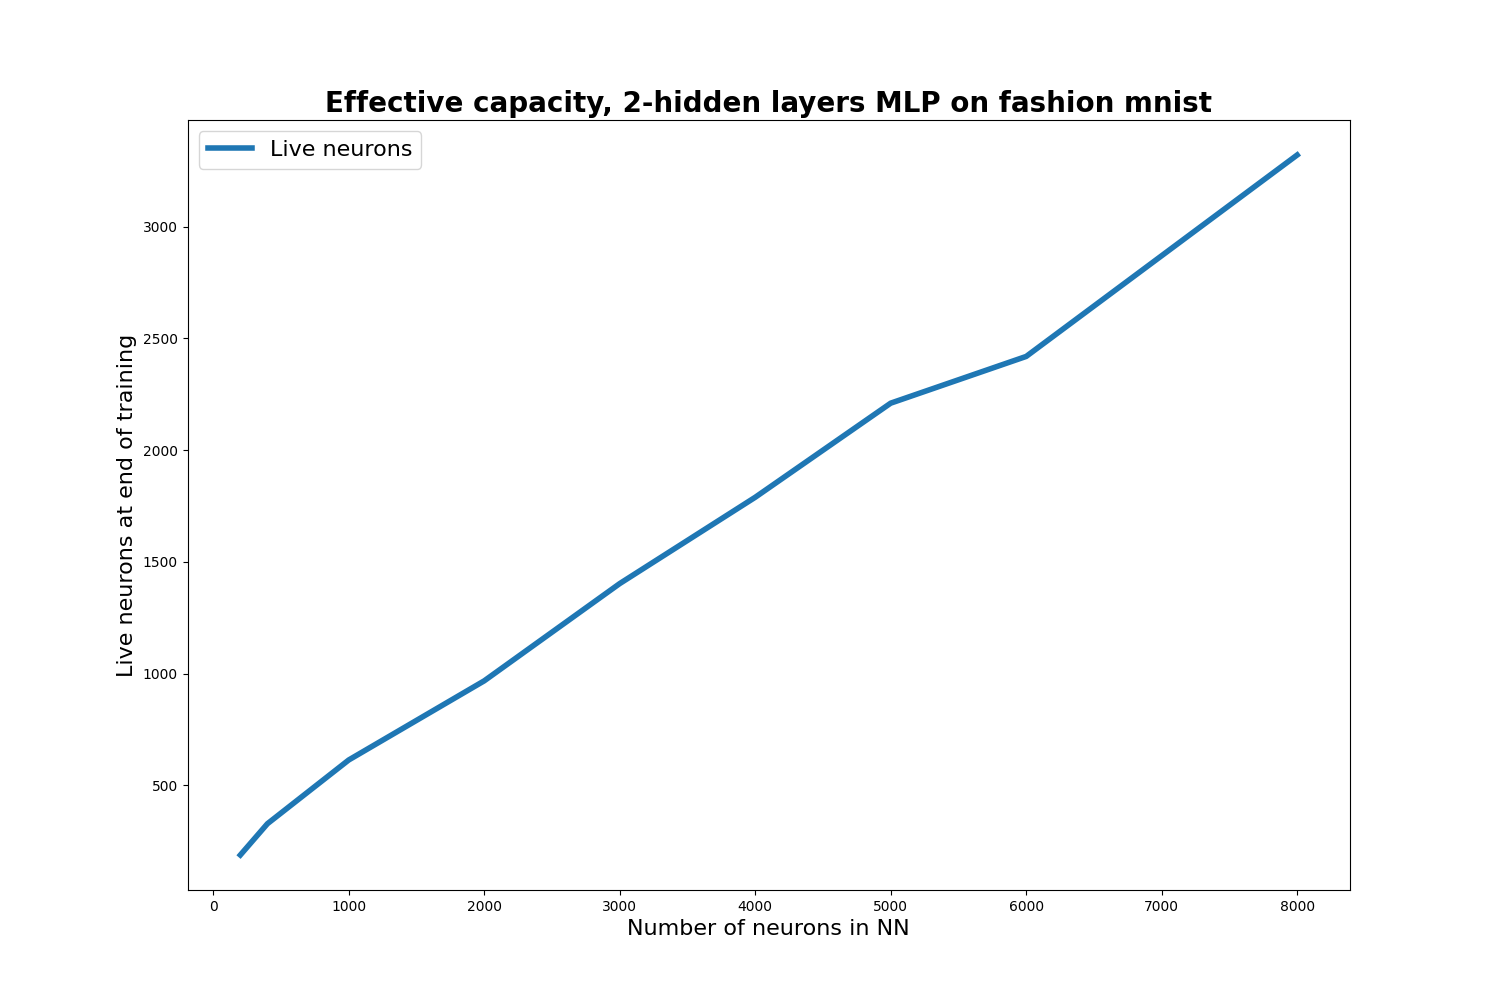 Effective capacity, 2-hidden layers MLP on fashion mnist
Live neurons
3000
2500
2000
1500
1000
500
Live neurons at end of training
0 1000 2000 3000 4000 5000 6000 7000 8000
Number of neurons in NN